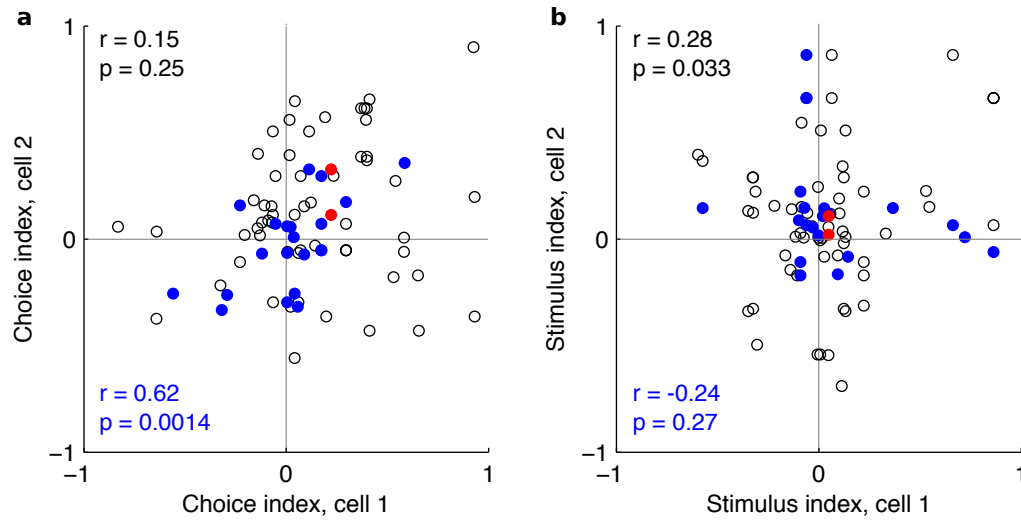 a
1
r = 0.15
p = 0.25
Choice index, cell 2
0
r = 0.62
p = 0.0014
−1
−1
0
1
Choice index, cell 1
b
1
r = 0.28
p = 0.033
Stimulus index, cell 2
0
r = -0.24
p = 0.27
−1
−1
0
1
Stimulus index, cell 1